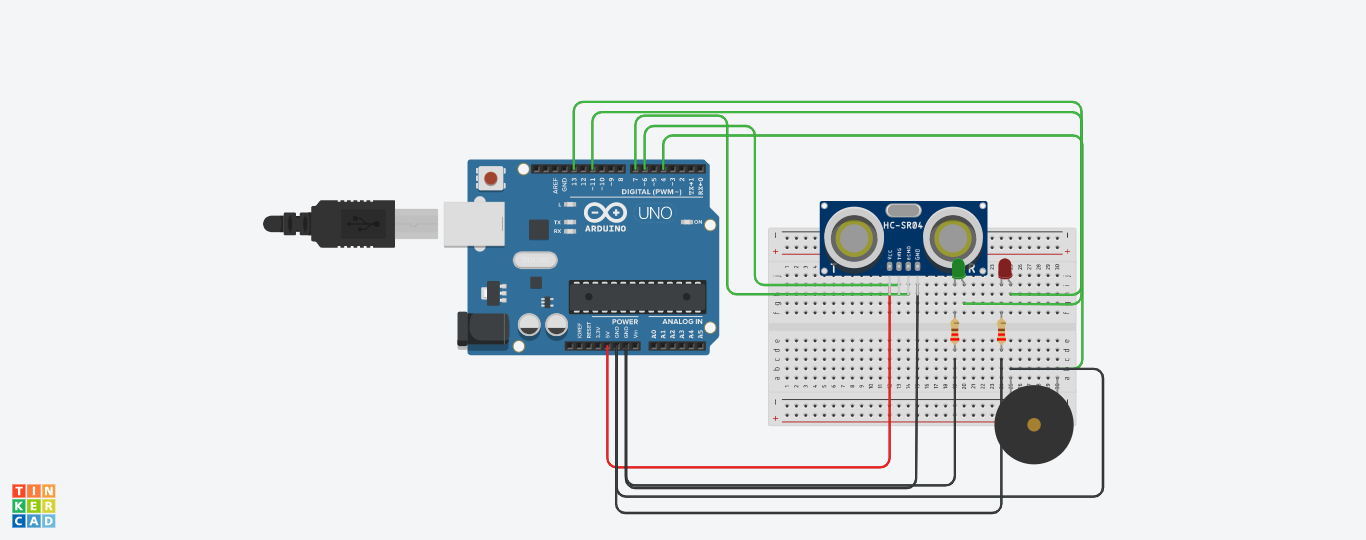 AREF
GND
13
12
~11
~10
~9
8
7
~6
~5
4
~3
2
TX→1
RX←0
DIGITAL (PWM~)
L
TX
RX
ARDUINO
UNO
ON
POWER
ANALOG IN
IOREF
RESET
3.3V
5V
GND
GND
Vin
A0
A1
A2
A3
A4
A5
HC-SR04
VCC
TRIG
ECHO
GND
T
R
TIN
KER
CAD